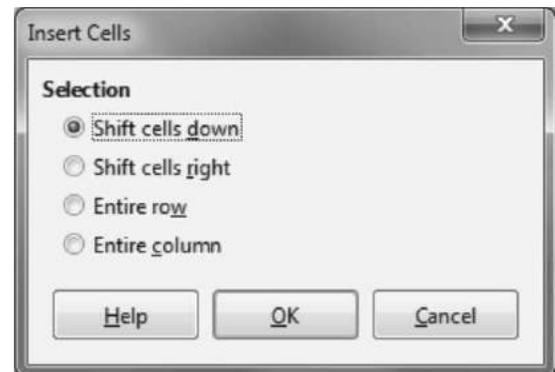 Insert Cells
Selection
Shift cells down
Shift cells right
Entire row
Entire column
Help OK Cancel